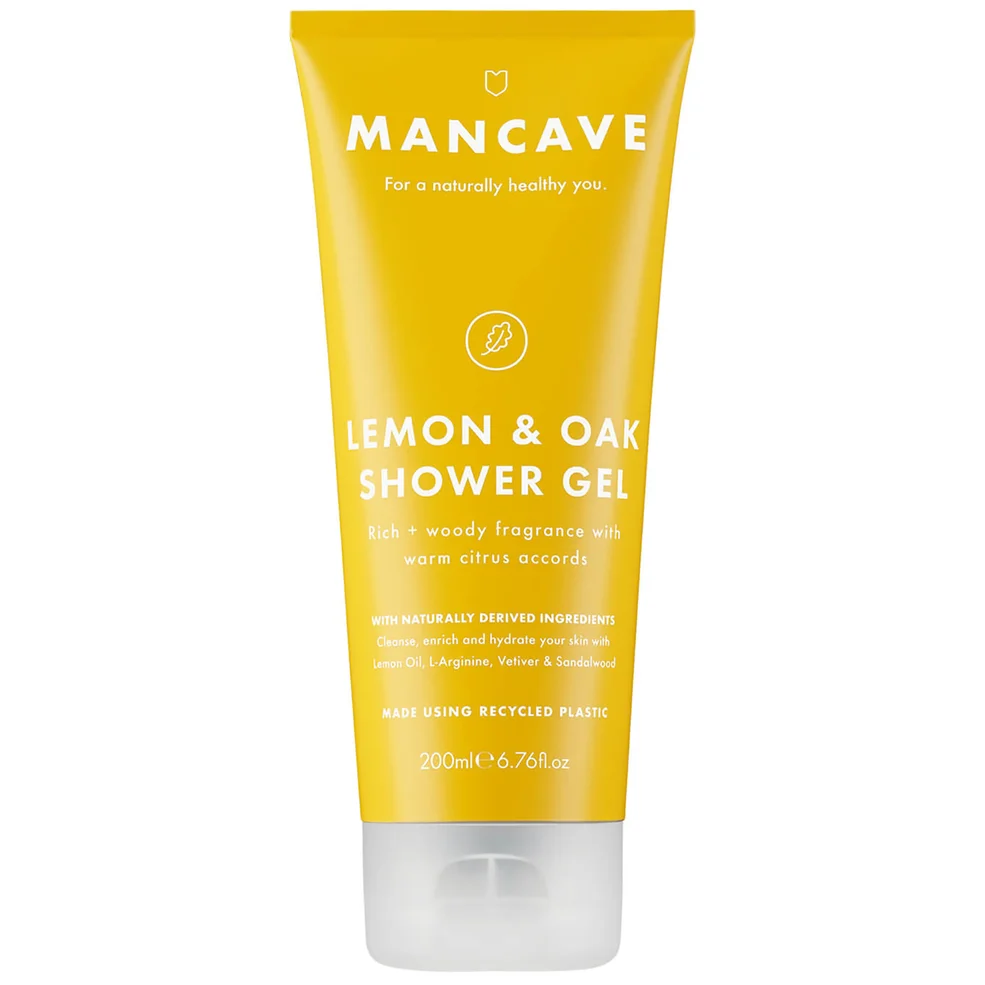 MANCAVE
For a naturally healthy you.
LEMON & OAK
SHOWER GEL
Rich + woody fragrance with
warm citrus accords
WITH NATURALLY DERIVED INGREDIENTS
Cleanse, enrich and hydrate your skin with
Lemon Oil, L-Arginine, Vetiver & Sandalwood
MADE USING RECYCLED PLASTIC
200ml℮6.76fl.oz